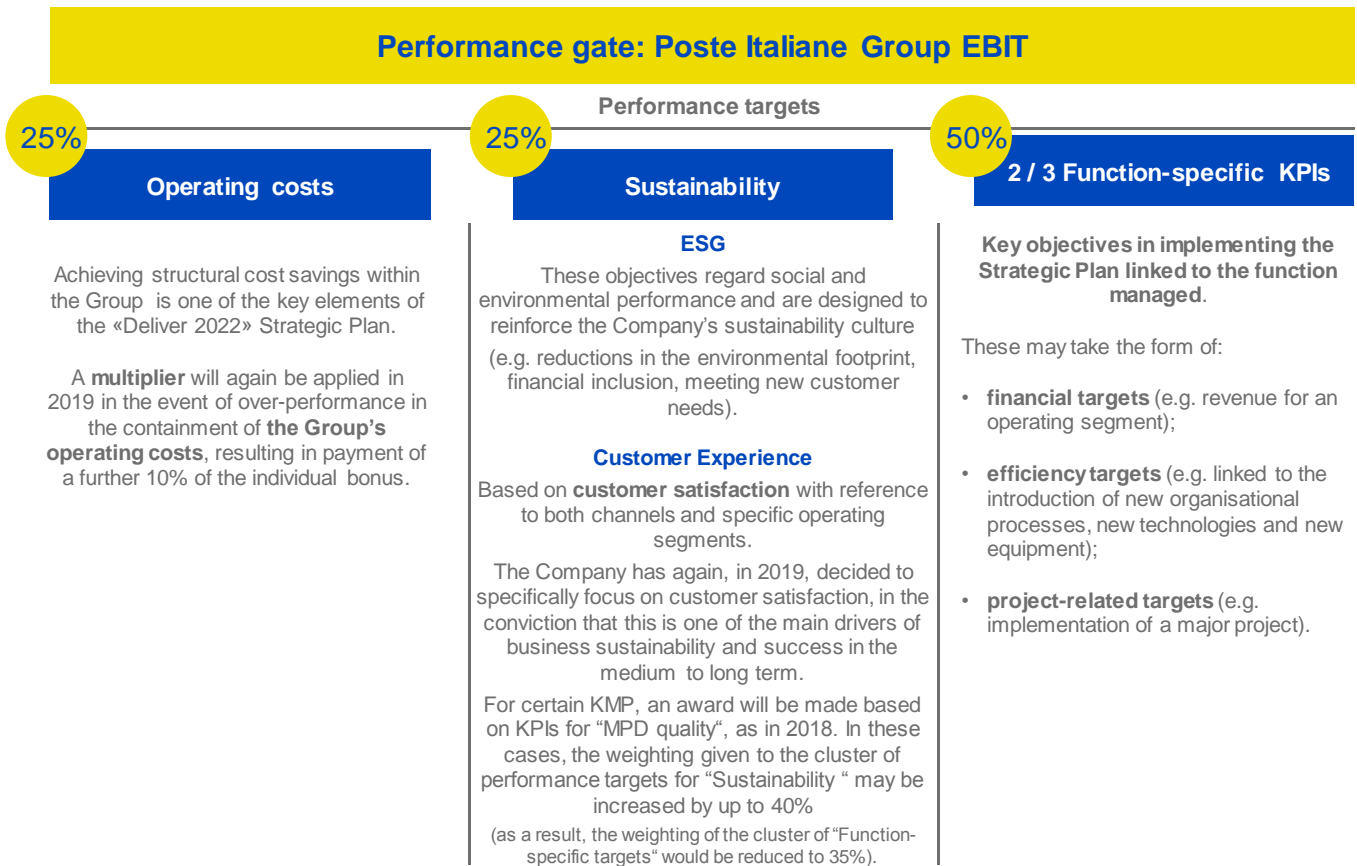 Performance gate: Poste Italiane Group EBIT
Performance targets
25%
Operating costs
Achieving structural cost savings within
the Group is one of the key elements of
the «Deliver 2022» Strategic Plan.
A multiplier will again be applied in
2019 in the event of over-performance in
the containment of the Group's
operating costs, resulting in payment of
a further 10% of the individual bonus.
25%
Sustainability
ESG
These objectives regard social and
environmental performance and are designed to
reinforce the Company's sustainability culture
(e.g. reductions in the environmental footprint,
financial inclusion, meeting new customer
needs).
Customer Experience
Based on customer satisfaction with reference
to both channels and specific operating
segments.
The Company has again, in 2019, decided to
specifically focus on customer satisfaction, in the
conviction that this is one of the main drivers of
business sustainability and success in the
medium to long term.
For certain KMP, an award will be made based
on KPIs for “MPD quality“, as in 2018. In these
cases, the weighting given to the cluster of
performance targets for “Sustainability “ may be
increased by up to 40%
(as a result, the weighting of the cluster of “Function-
specific targets“ would be reduced to 35%).
50%
2 / 3 Function-specific KPIs
Key objectives in implementing the
Strategic Plan linked to the function
managed.
These may take the form of:
• financial targets (e.g. revenue for an
operating segment);
• efficiency targets (e.g. linked to the
introduction of new organisational
processes, new technologies and new
equipment);
• project-related targets (e.g.
implementation of a major project).